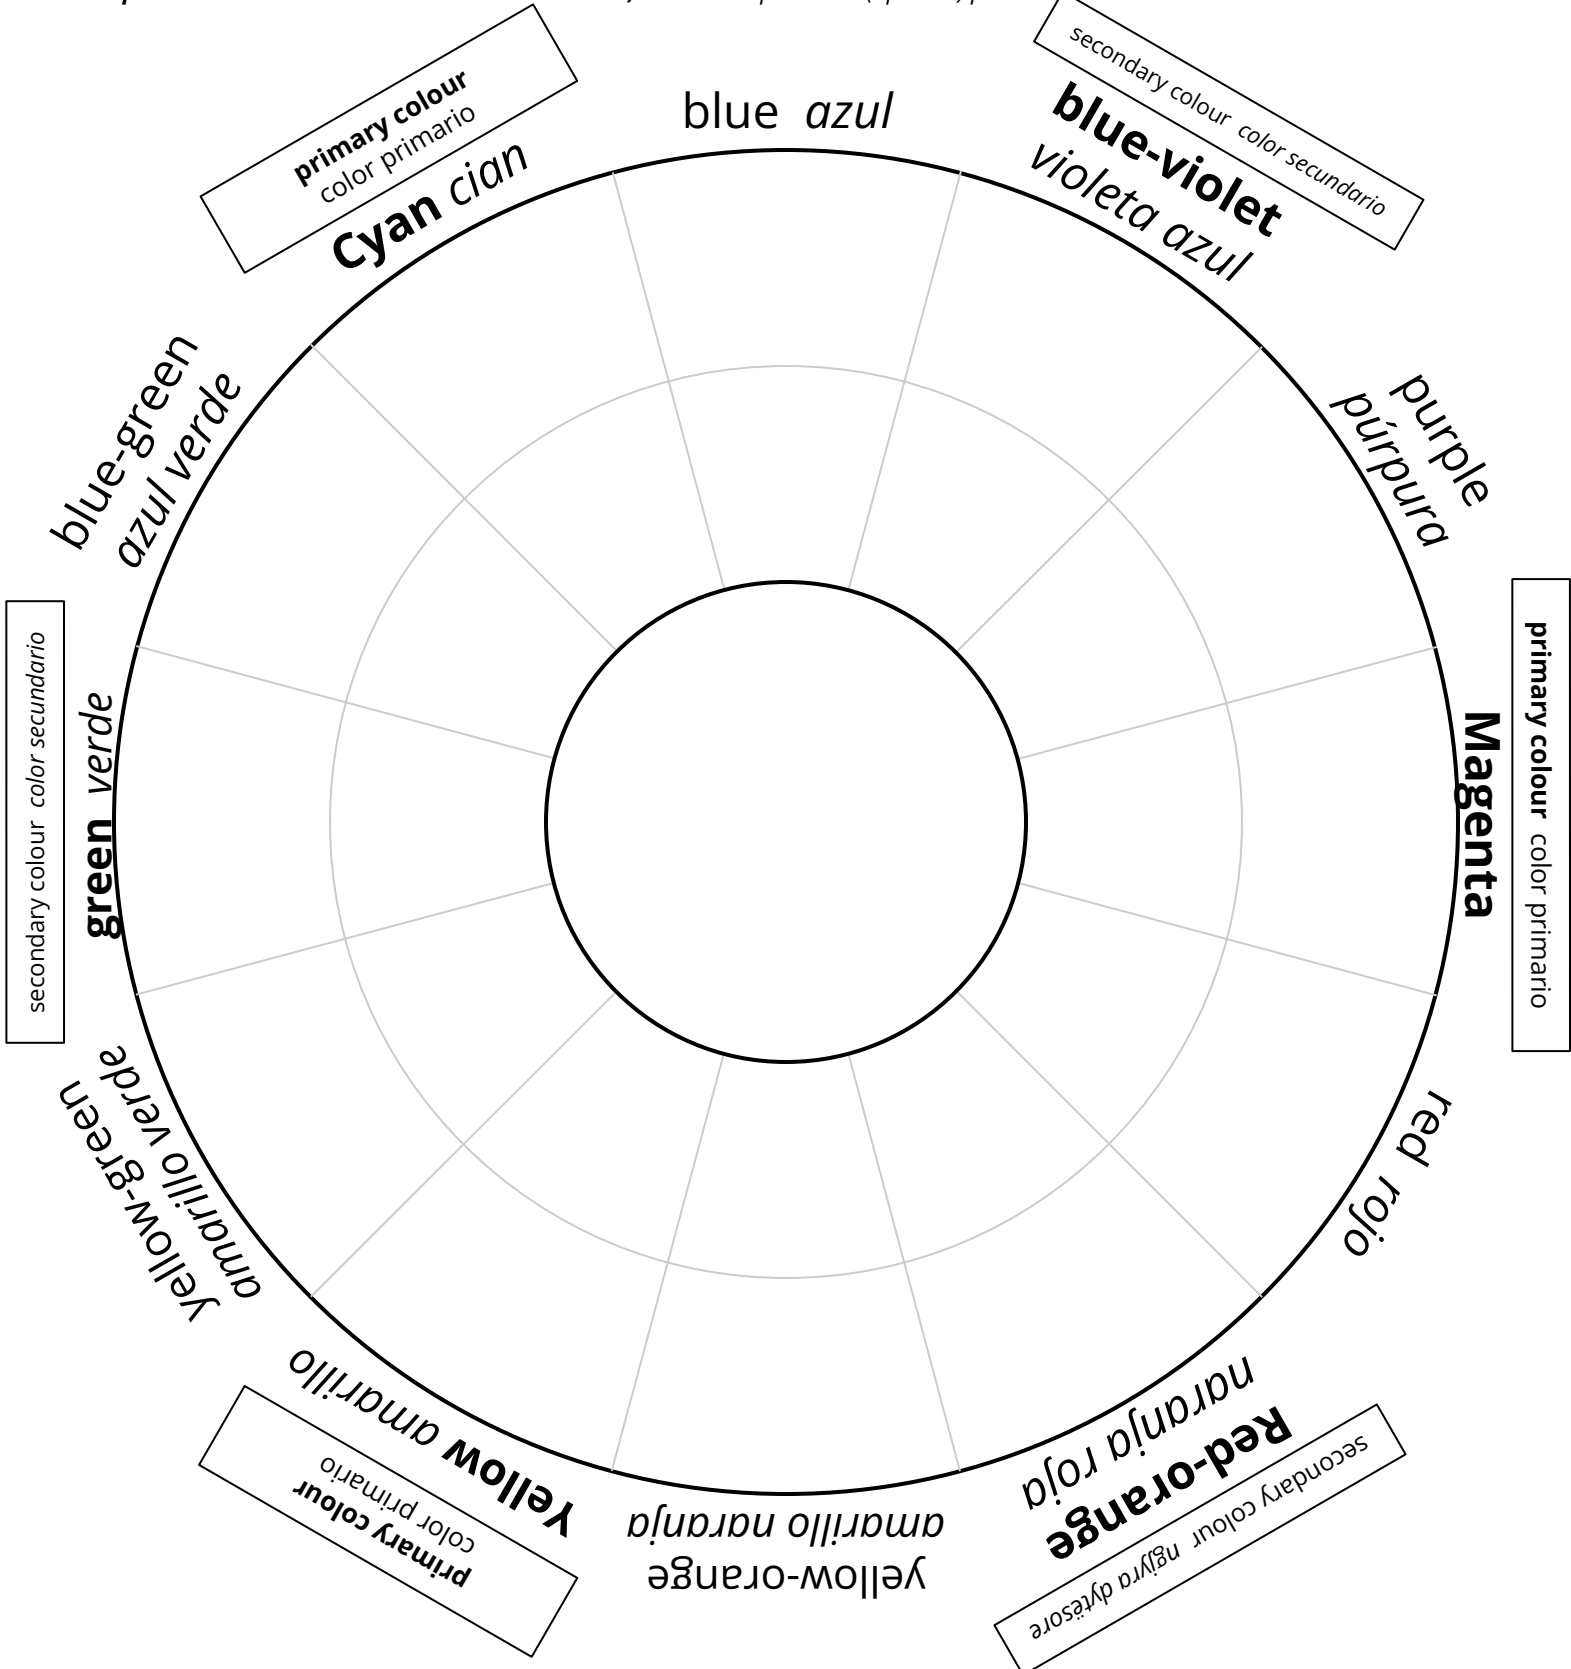 blue azul
secondary colour color secundario
blue-violet
violeta azul
purple
púrpura
primary colour color primario
Magenta
red rojo
naranja roja
Red-orange
secondary colour ngjyra dytësore
amarillo naranja
yellow-orange
Yellow amarillo
color primario
primary colour
amarillo verde
yellow-green
secondary colour color secundario
green verde
blue-green
azul verde
primary colour
color primario
Cyan cian